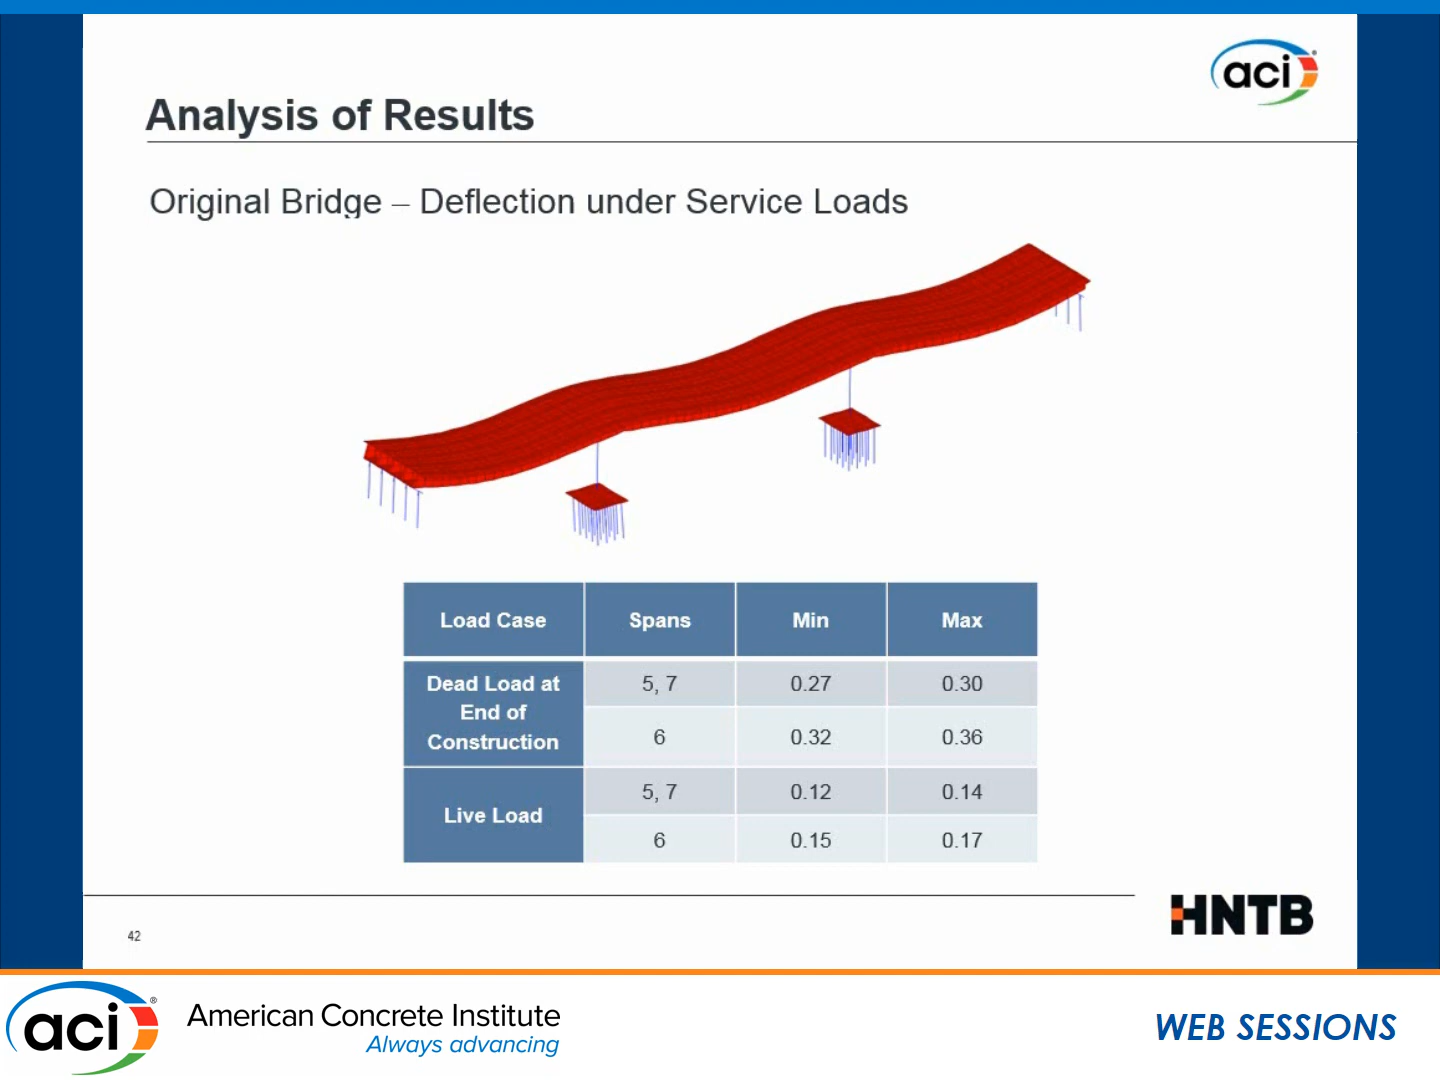 aci
Analysis of Results
Original Bridge – Deflection under Service Loads
Load Case Spans Min Max
Dead Load at
End of
Construction
5, 7 0.27 0.30
6 0.32 0.36
Live Load
5, 7 0.12 0.14
6 0.15 0.17
HNTB
42
aci®
American Concrete Institute
Always advancing
WEB SESSIONS